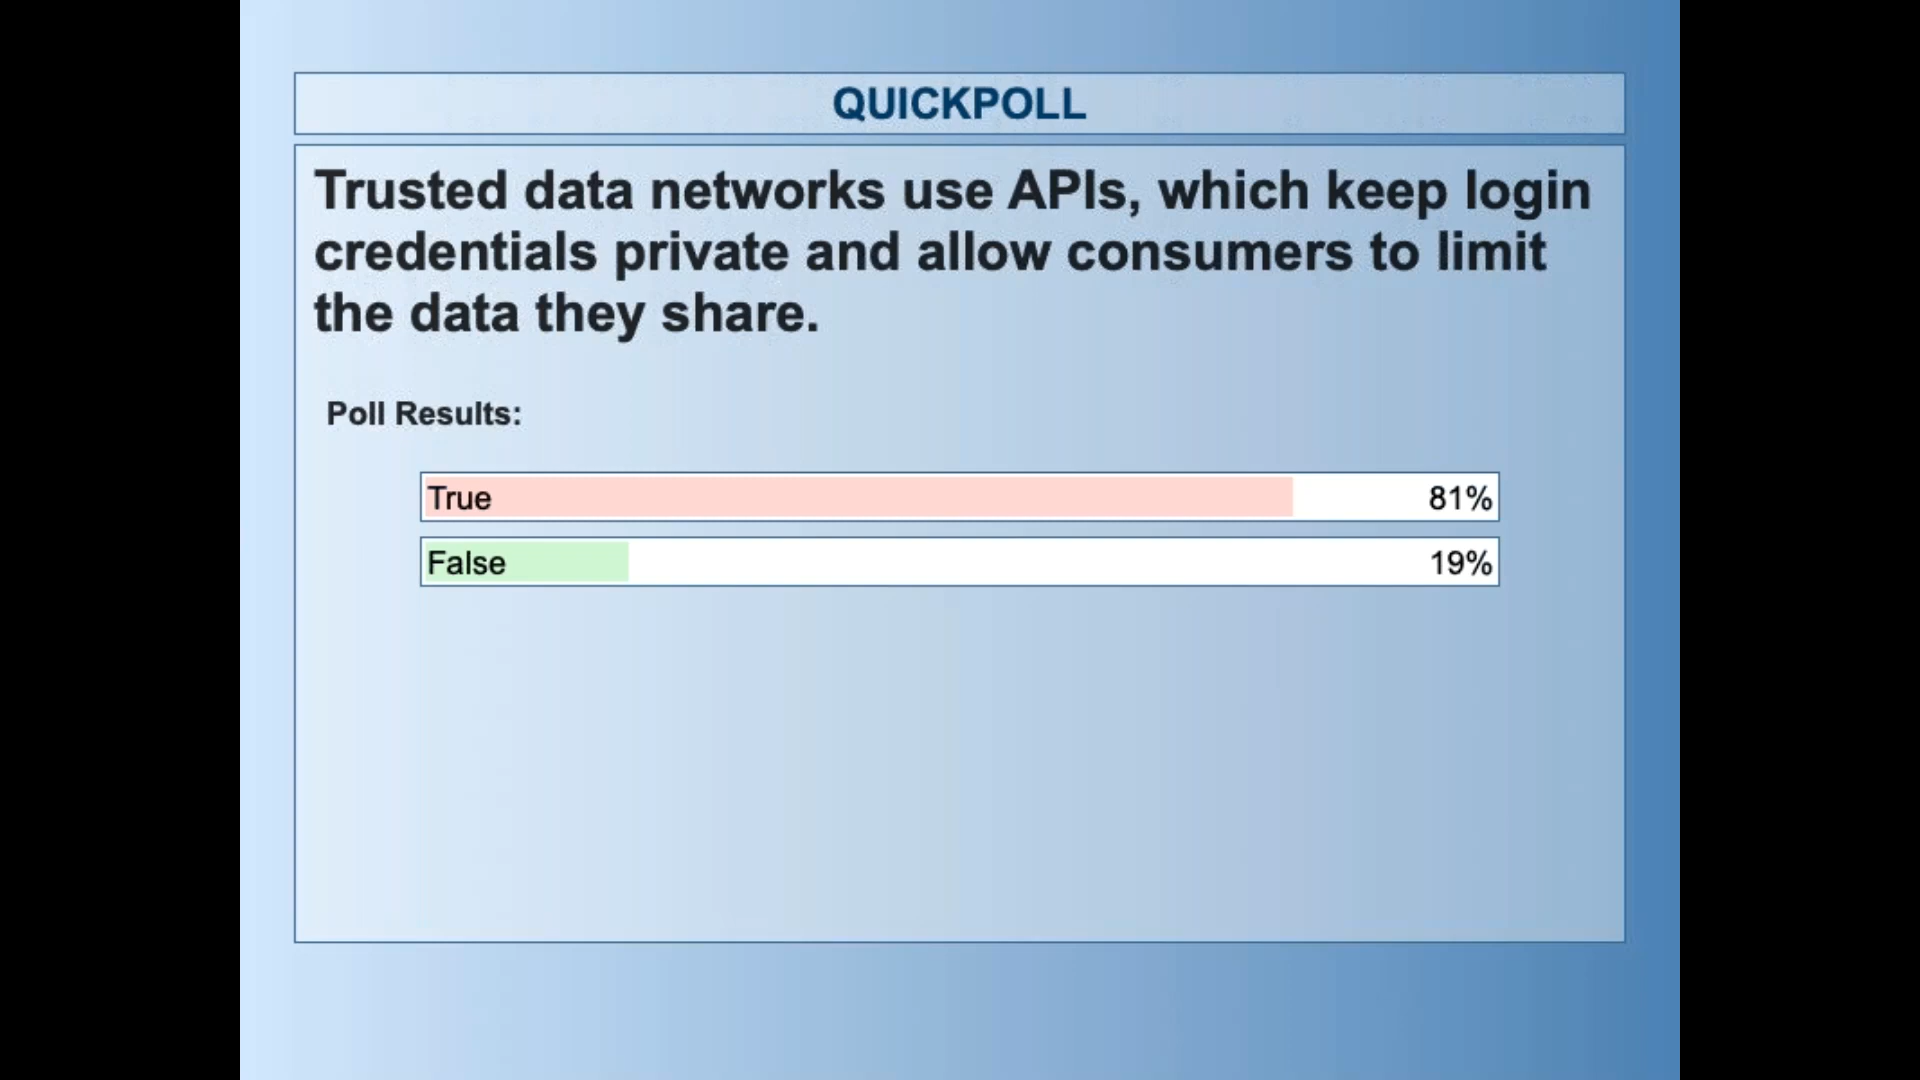 QUICKPOLL
Trusted data networks use APIs, which keep login
credentials private and allow consumers to limit
the data they share.
Poll Results:
True 81%
False 19%